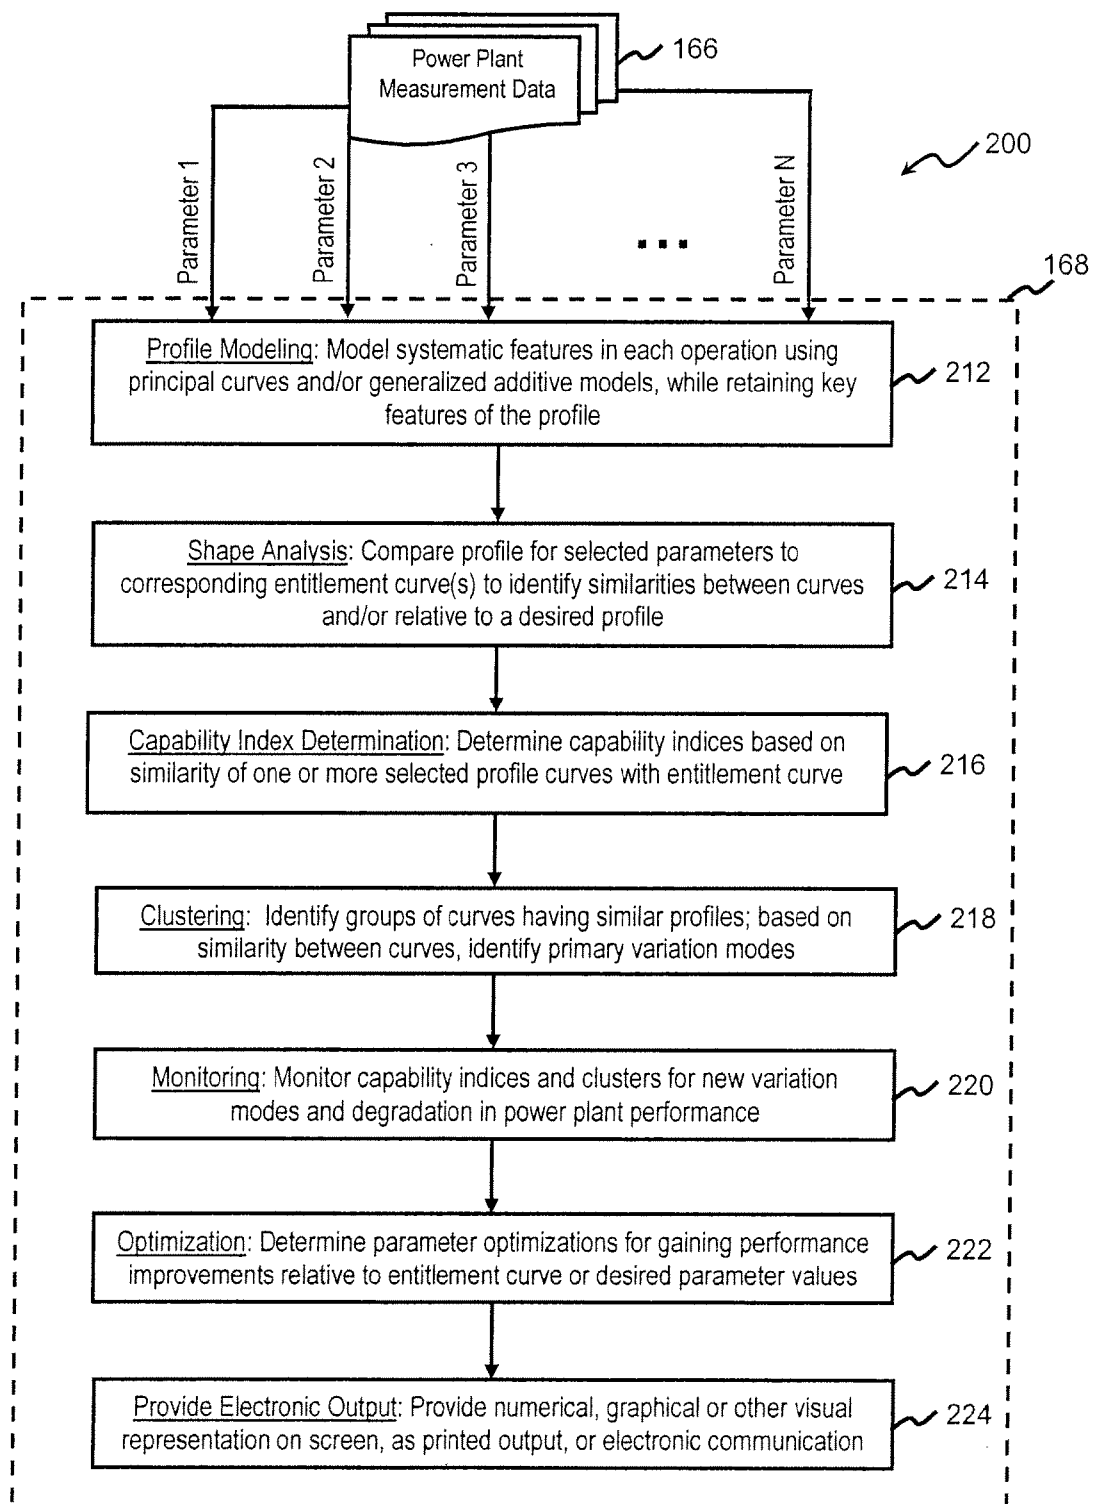 Power Plant
Measurement Data
166
200
Parameter 1
Parameter 2
Parameter 3
...
Parameter N
168
Profile Modeling: Model systematic features in each operation using
principal curves and/or generalized additive models, while retaining key
features of the profile
212
Shape Analysis: Compare profile for selected parameters to
corresponding entitlement curve(s) to identify similarities between curves
and/or relative to a desired profile
214
Capability Index Determination: Determine capability indices based on
similarity of one or more selected profile curves with entitlement curve
216
Clustering: Identify groups of curves having similar profiles; based on
similarity between curves, identify primary variation modes
218
Monitoring: Monitor capability indices and clusters for new variation
modes and degradation in power plant performance
220
Optimization: Determine parameter optimizations for gaining performance
improvements relative to entitlement curve or desired parameter values
222
Provide Electronic Output: Provide numerical, graphical or other visual
representation on screen, as printed output, or electronic communication
224